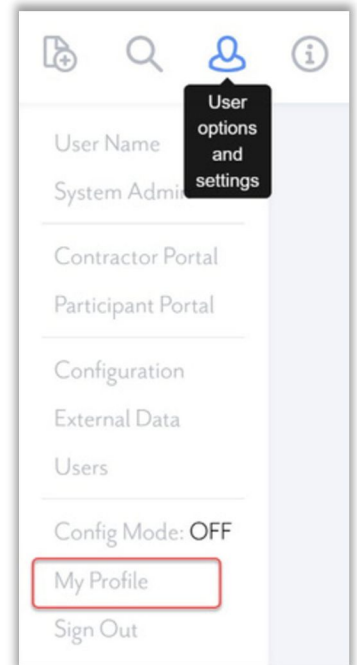 User
options
and
settings
User Name
System Admi
Contractor Portal
Participant Portal
Configuration
External Data
Users
Config Mode: OFF
My Profile
Sign Out